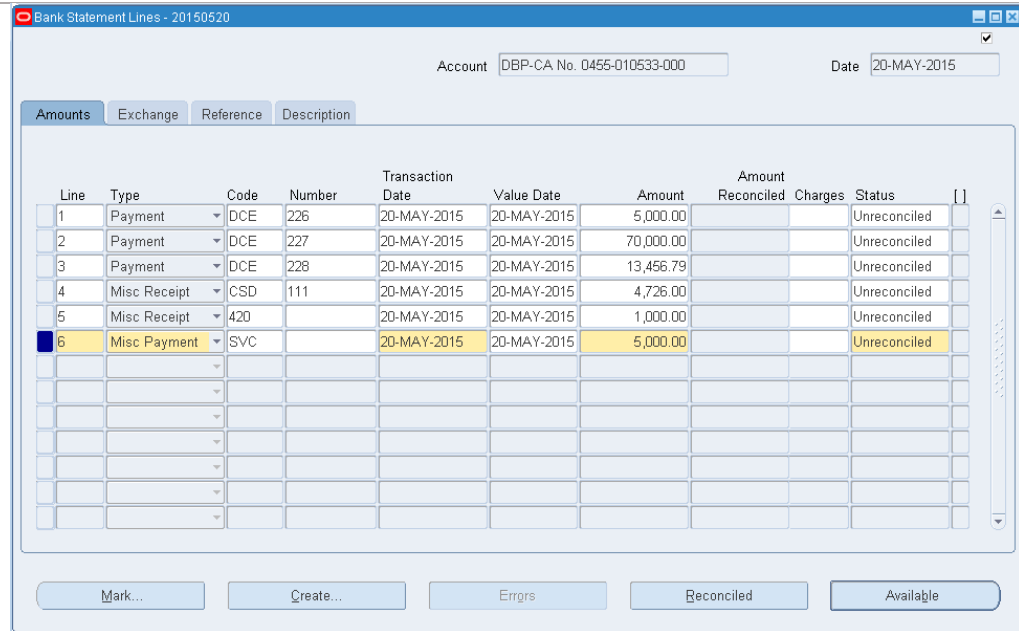 Bank Statement Lines - 20150520
Account DBP-CA No. 0455-010533-000 Date 20-MAY-2015
Amounts Exchange Reference Description
Transaction Amount
Line Type Code Number Date Value Date Amount Reconciled Charges Status [ ]
1 Payment DCE 226 20-MAY-2015 20-MAY-2015 5,000.00 Unreconciled
2 Payment DCE 227 20-MAY-2015 20-MAY-2015 70,000.00 Unreconciled
3 Payment DCE 228 20-MAY-2015 20-MAY-2015 13,456.79 Unreconciled
4 Misc Receipt CSD 111 20-MAY-2015 20-MAY-2015 4,726.00 Unreconciled
5 Misc Receipt 420 20-MAY-2015 20-MAY-2015 1,000.00 Unreconciled
6 Misc Payment SVC 20-MAY-2015 20-MAY-2015 5,000.00 Unreconciled
Mark... Create... Errors Reconciled Available